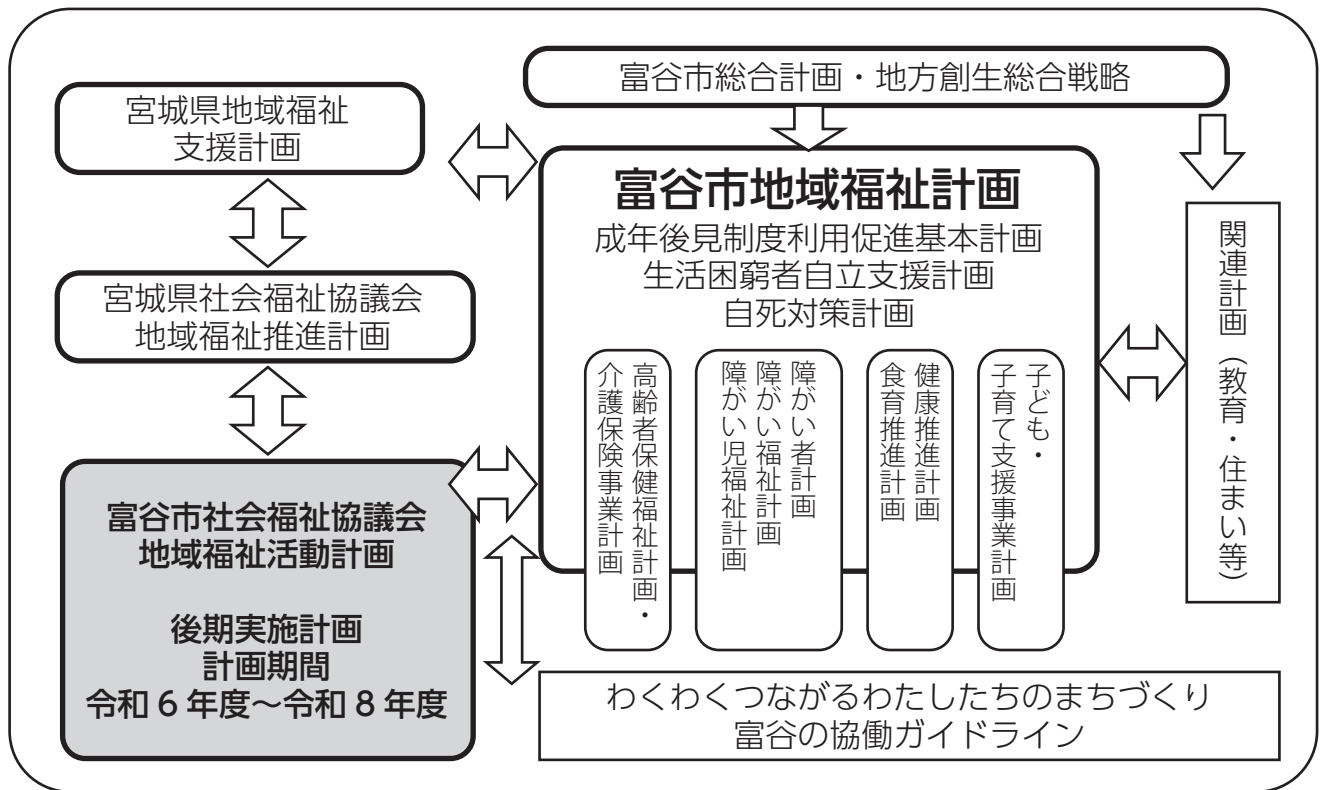 富谷市総合計画・地方創生総合戦略
宮城県地域福祉
支援計画
宮城県社会福祉協議会
地域福祉推進計画
富谷市社会福祉協議会
地域福祉活動計画
後期実施計画
計画期間
令和6年度～令和8年度
富谷市地域福祉計画
成年後見制度利用促進基本計画
生活困窮者自立支援計画
自死対策計画
高齢者保健福祉計画・
介護保険事業計画
障がい者計画
障がい福祉計画
障がい児福祉計画
健康推進計画
食育推進計画
子ども・
子育て支援事業計画
関連計画（教育・住まい等）
わくわくつながるわたしたちのまちづくり
富谷の協働ガイドライン